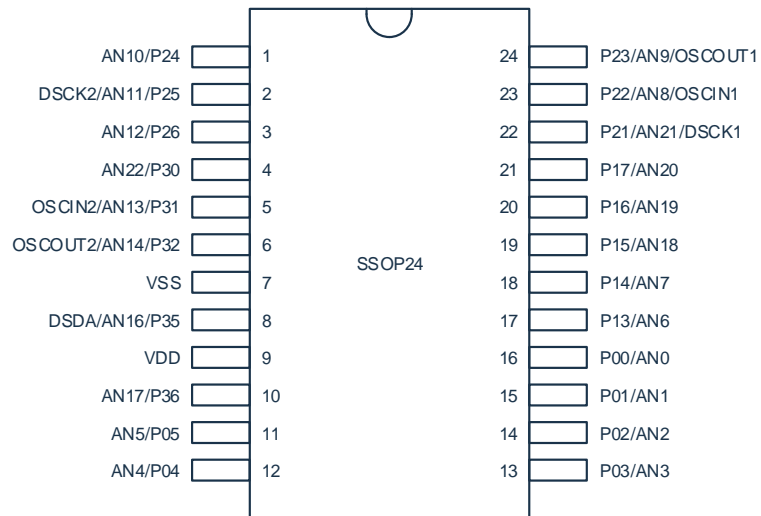 AN10/P24 1 24 P23/AN9/OSCOUT1
DSCK2/AN11/P25 2 23 P22/AN8/OSCIN1
AN12/P26 3 22 P21/AN21/DSCK1
AN22/P30 4 21 P17/AN20
OSCIN2/AN13/P31 5 20 P16/AN19
OSCOUT2/AN14/P32 6 19 P15/AN18
SSOP24
VSS 7 18 P14/AN7
DSDA/AN16/P35 8 17 P13/AN6
VDD 9 16 P00/AN0
AN17/P36 10 15 P01/AN1
AN5/P05 11 14 P02/AN2
AN4/P04 12 13 P03/AN3